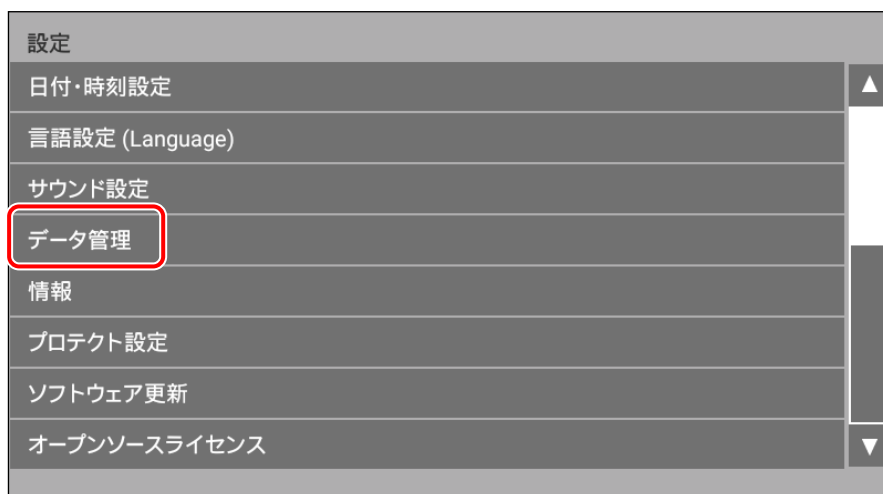 設定
日付･時刻設定
言語設定 (Language)
サウンド設定
データ管理
情報
プロテクト設定
ソフトウェア更新
オープンソースライセンス